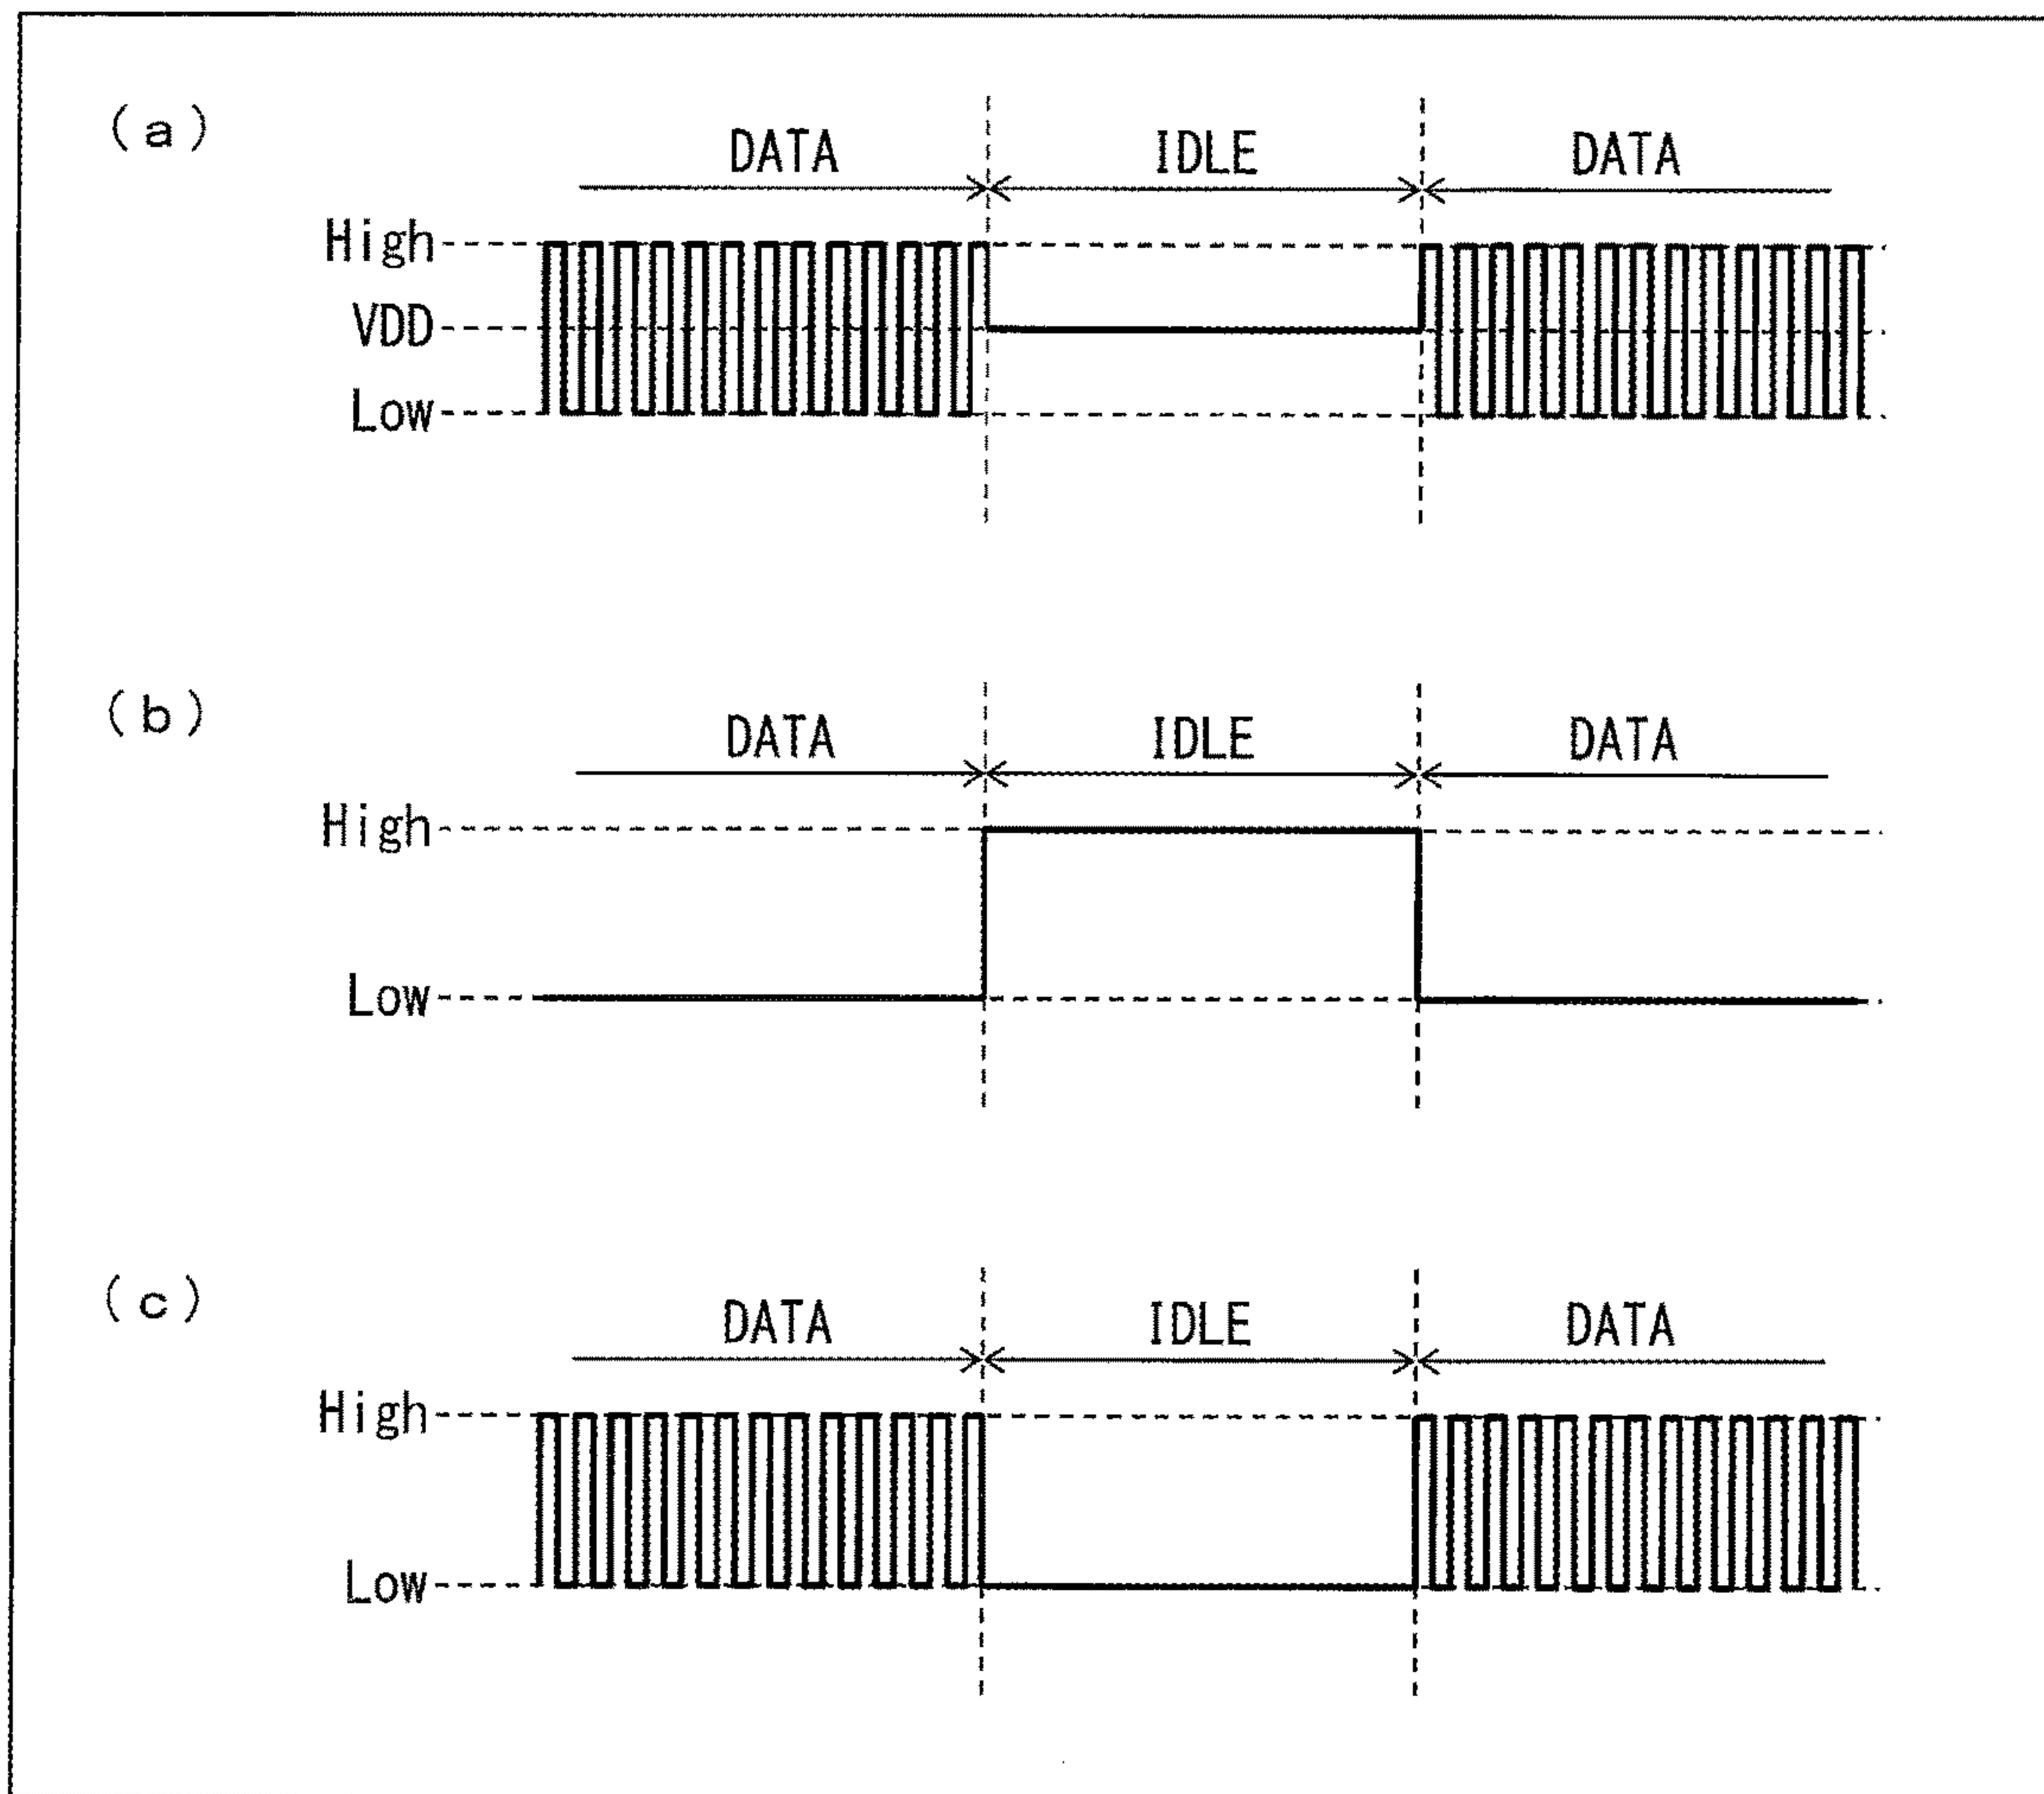 (a)
DATA IDLE DATA
High
VDD
Low
(b)
DATA IDLE DATA
High
Low
(c)
DATA IDLE DATA
High
Low